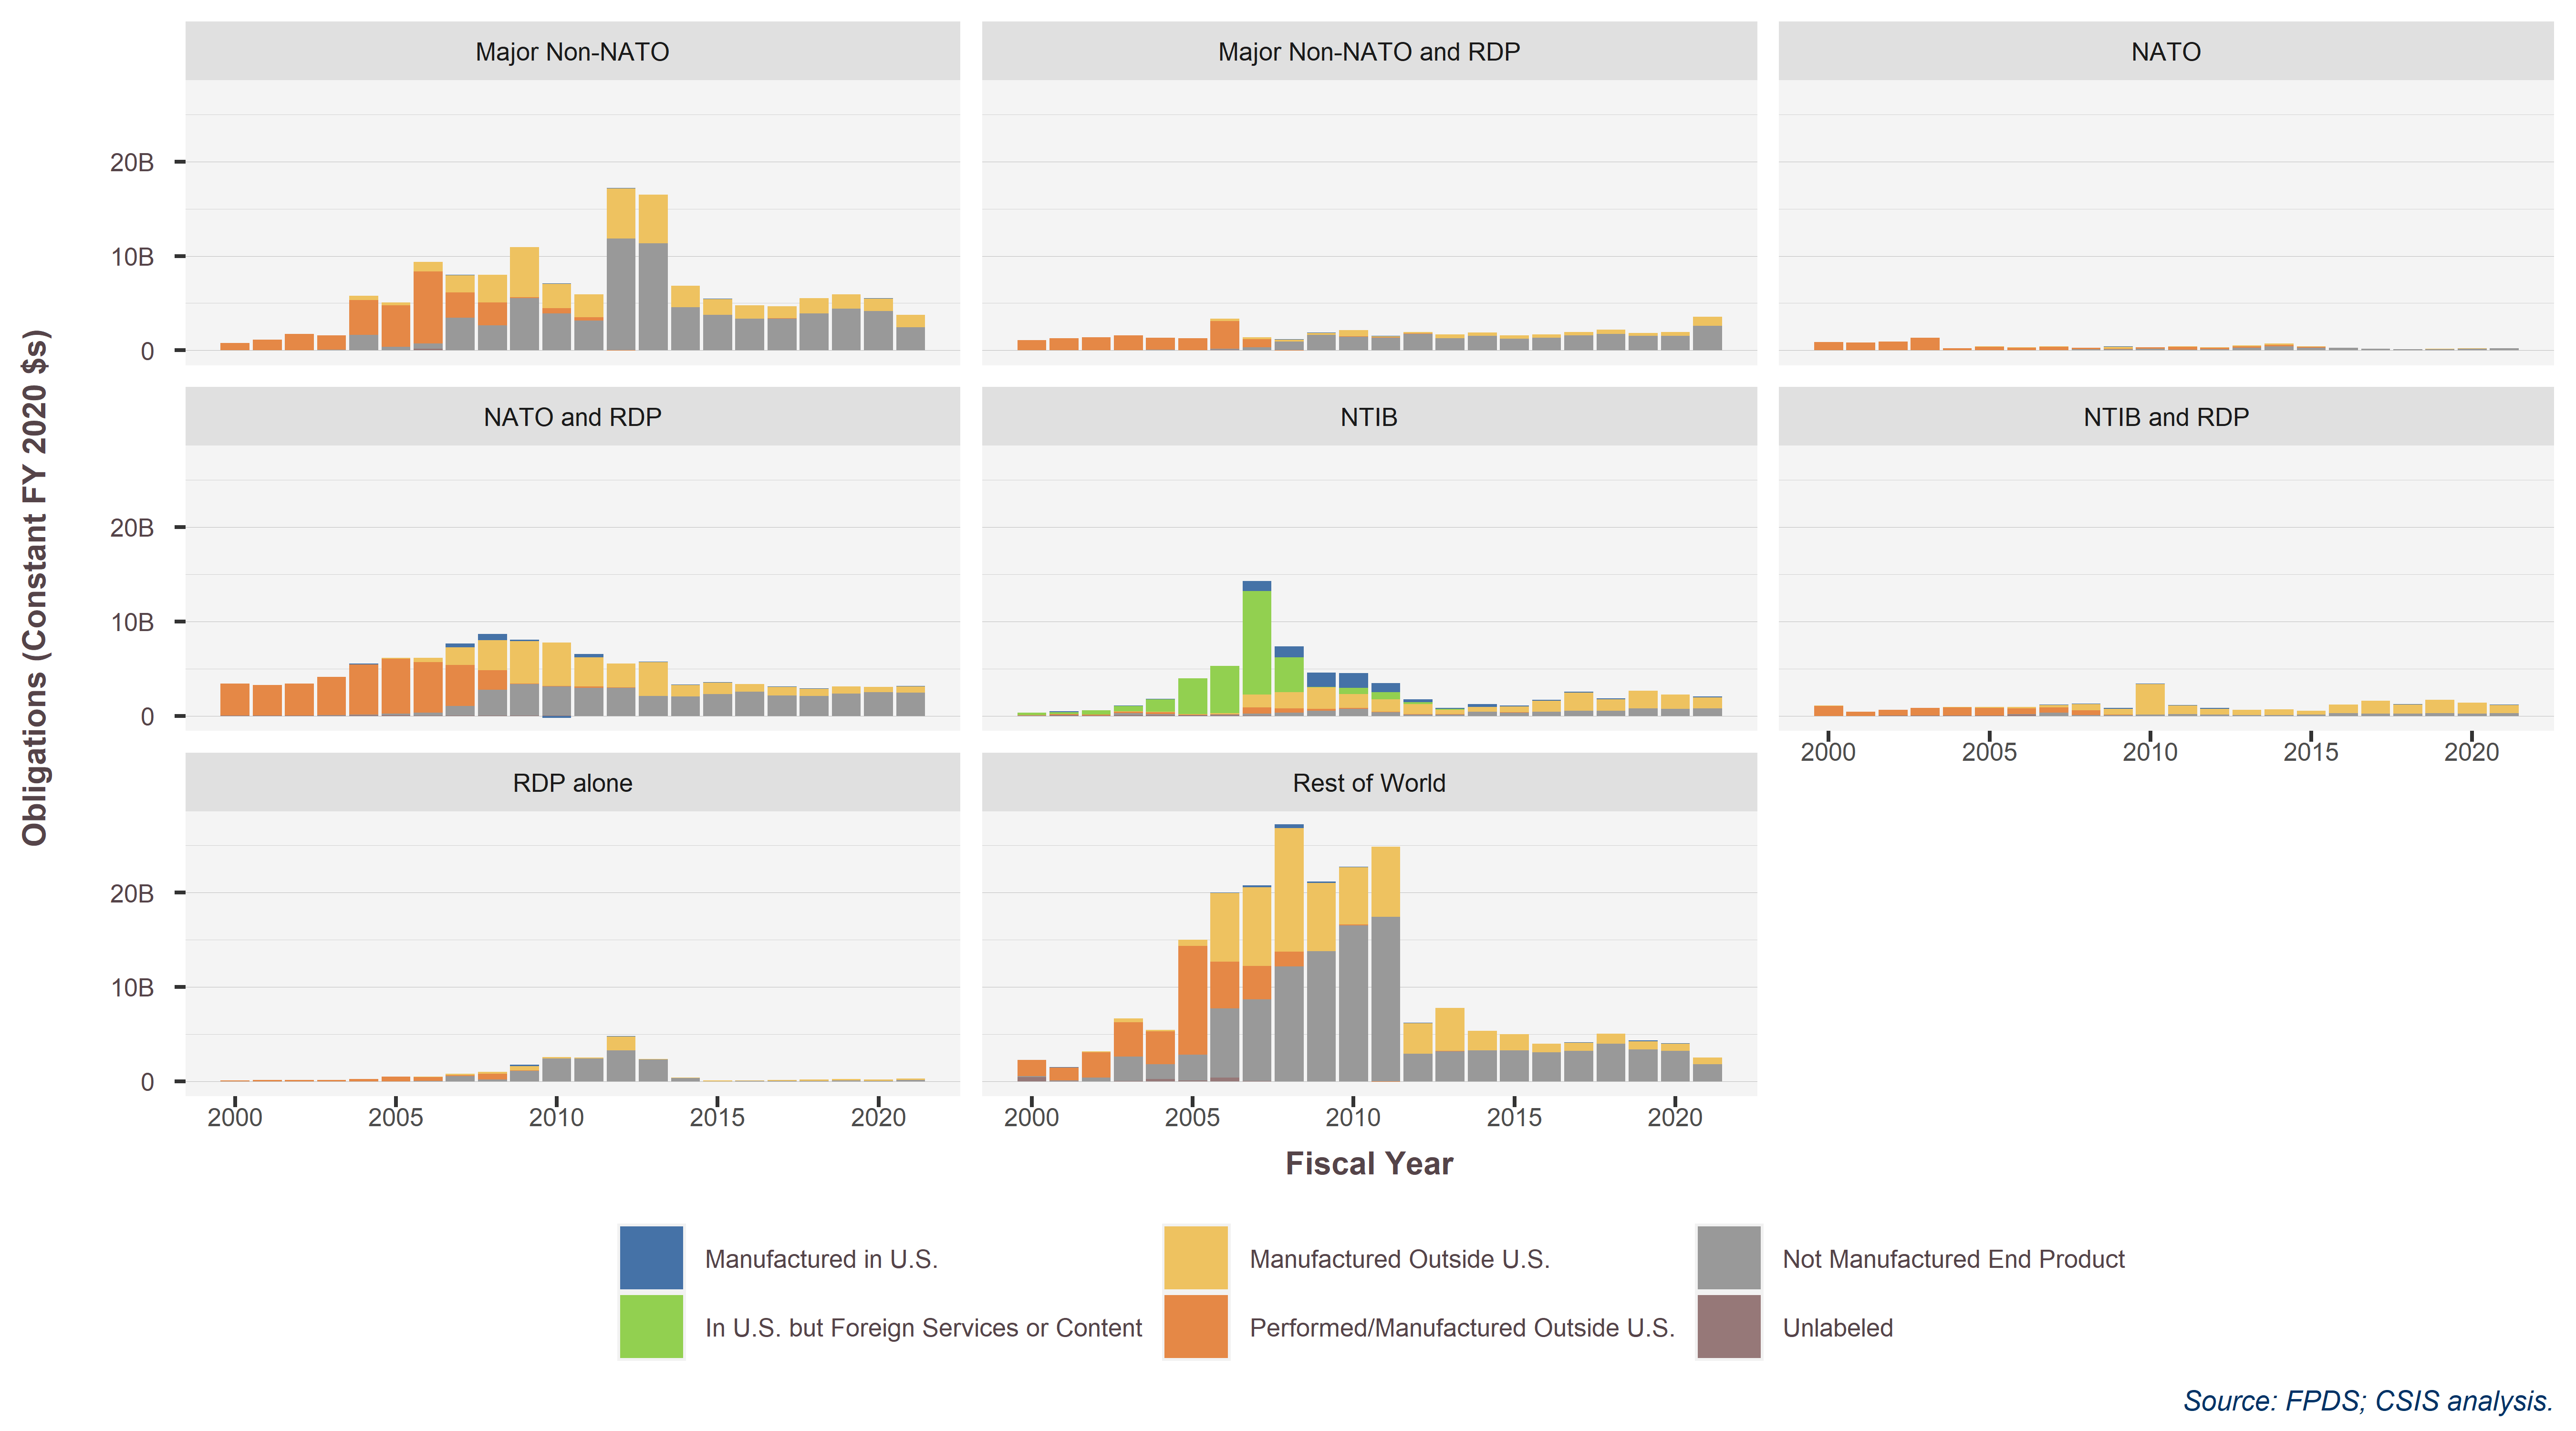 Major Non-NATO
Major Non-NATO and RDP
NATO
20B
10B
0
NATO and RDP
NTIB
NTIB and RDP
20B
10B
0
2000
2005
2010
2015
2020
RDP alone
Rest of World
20B
10B
0
2000
2005
2010
2015
2020
2000
2005
2010
2015
2020
Obligations (Constant FY 2020 $s)
Fiscal Year
Manufactured in U.S.
Manufactured Outside U.S.
Not Manufactured End Product
In U.S. but Foreign Services or Content
Performed/Manufactured Outside U.S.
Unlabeled
Source: FPDS; CSIS analysis.